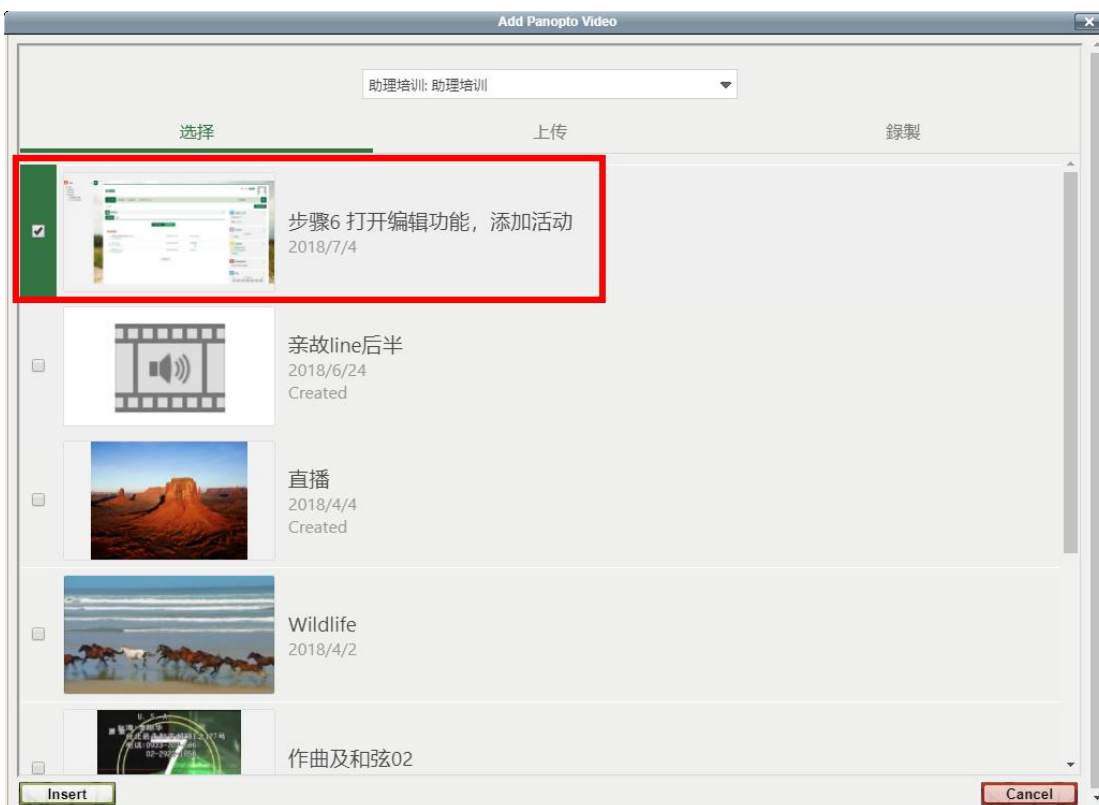 Add Panopto Video
助理培训: 助理培训
选择
上传
錄製
步骤6 打开编辑功能，添加活动
2018/7/4
亲故line后半
2018/6/24
Created
直播
2018/4/4
Created
Wildlife
2018/4/2
U. S. A
作曲及和弦02
Insert
Cancel